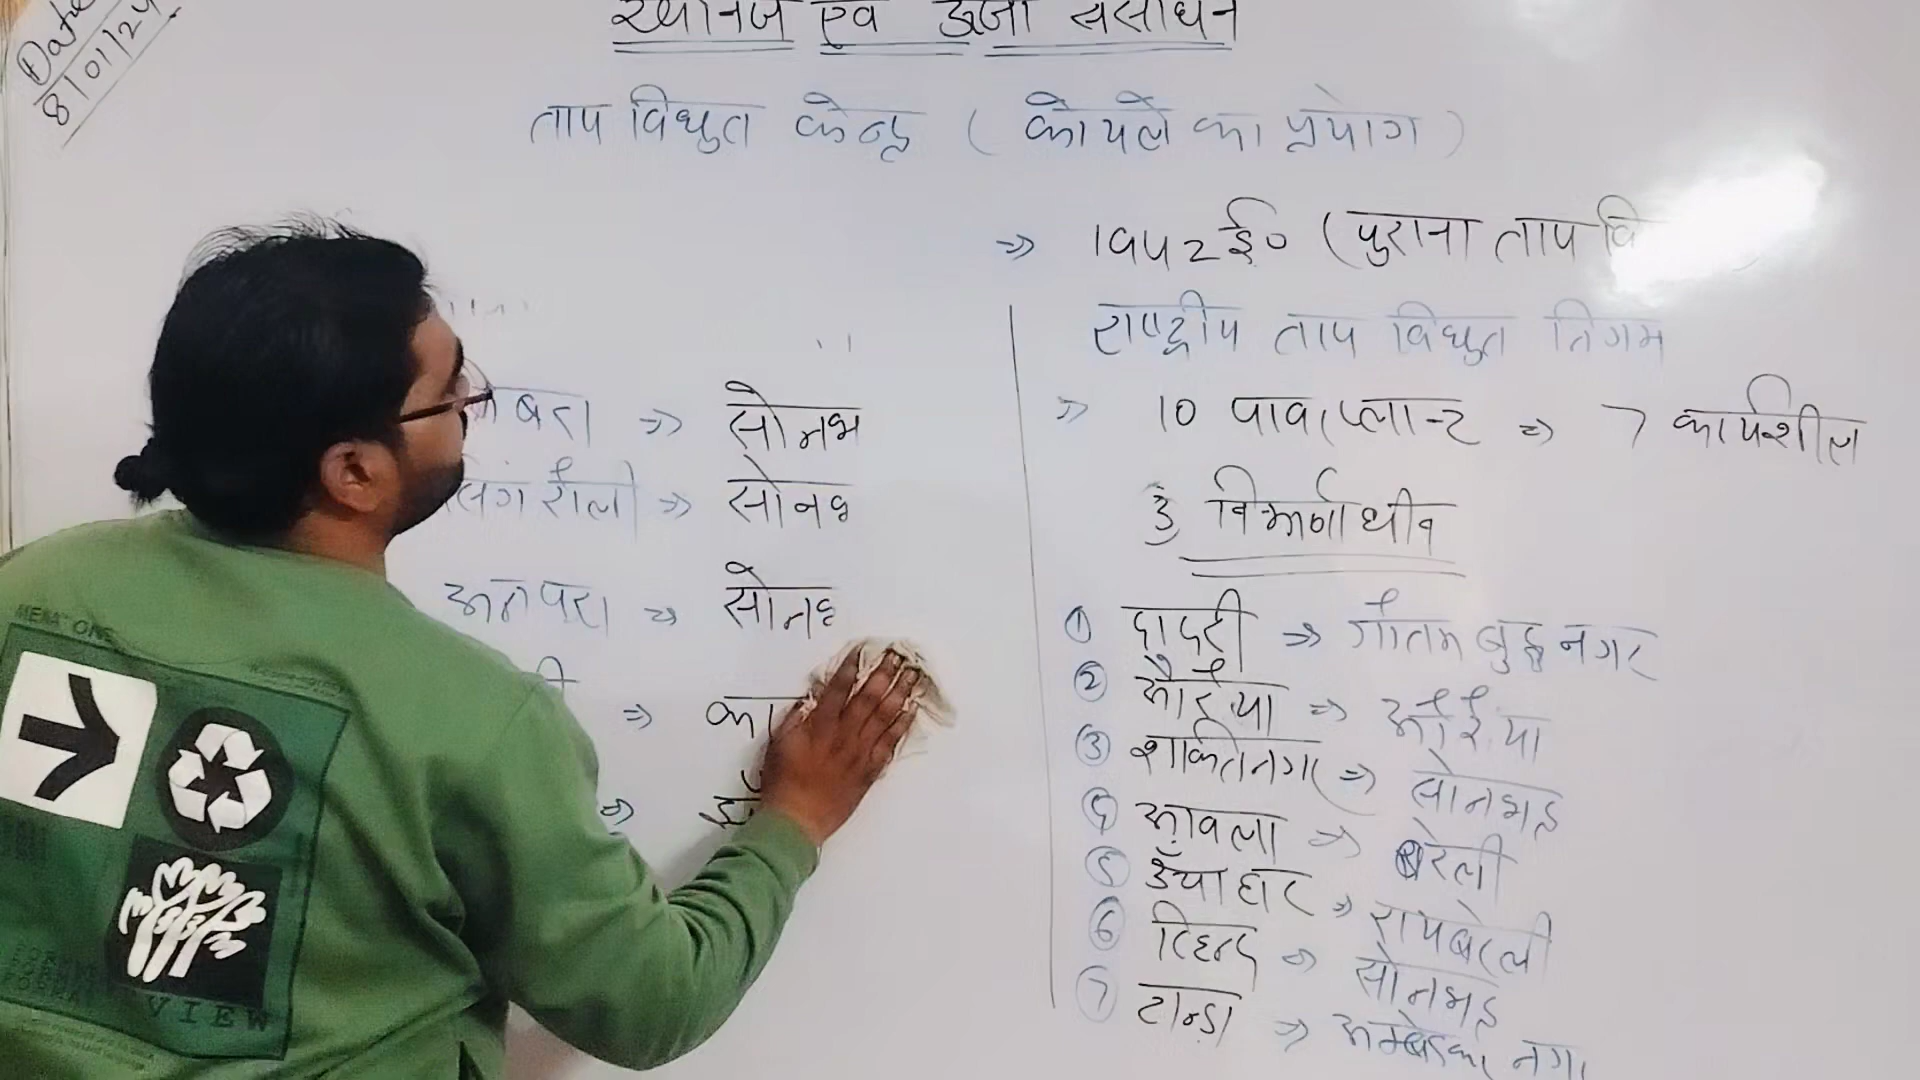 Date
8/01/24
खनिज एवं ऊर्जा संसाधन
ताप विधुत केन्द्र ( कोयले का प्रयोग )
⇒ 1952 ई० (पुराना ताप वि
राष्ट्रीय ताप विधुत निगम
⇒ 10 पावर प्लान्ट ⇒ 7 कार्यशील
3 निर्माणाधीन
① दादरी ⇒ गौतम बुद्ध नगर
② औरैया ⇒ औरैया
③ शक्तिनगर ⇒ सोनभद्र
④ आंवला ⇒ बरेली
⑤ ऊँचाहार ⇒ रायबरेली
⑥ रिहन्द ⇒ सोनभद्र
⑦ टान्डा ⇒ अम्बेडकर नगर
बरा ⇒ सोनभ
सिंगरौली ⇒ सोनभ
अनपरा ⇒ सोनभ
⇒ का
⇒
VIEW